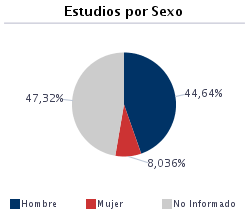 Estudios por Sexo
47,32%
44,64%
8,036%
Hombre
Mujer
No Informado